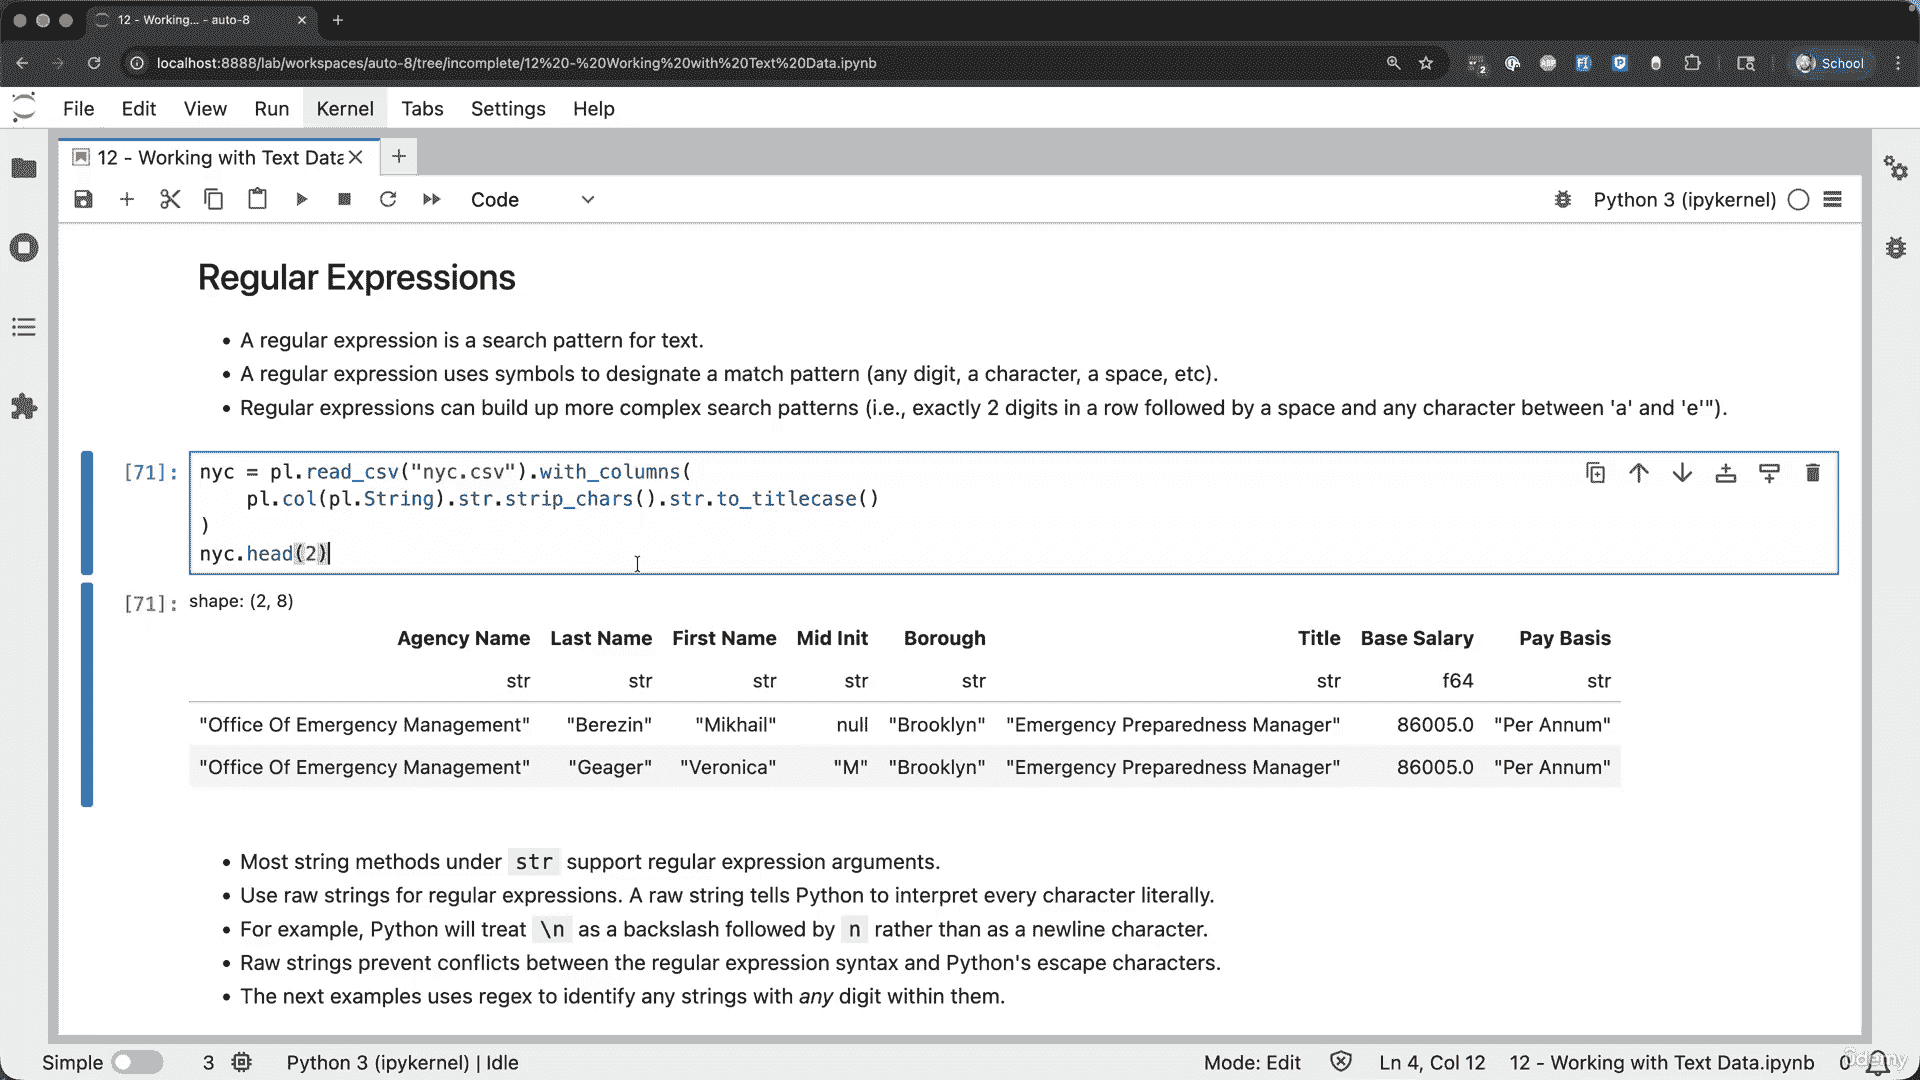 12 - Working... - auto-8
localhost:8888/lab/workspaces/auto-8/tree/incomplete/12%20-%20Working%20with%20Text%20Data.ipynb
2
ABP
School
File Edit View Run Kernel Tabs Settings Help
12 - Working with Text Data
Code
Python 3 (ipykernel)
Regular Expressions
• A regular expression is a search pattern for text.
• A regular expression uses symbols to designate a match pattern (any digit, a character, a space, etc).
• Regular expressions can build up more complex search patterns (i.e., exactly 2 digits in a row followed by a space and any character between 'a' and 'e'").
[71]: nyc = pl.read_csv("nyc.csv").with_columns(
pl.col(pl.String).str.strip_chars().str.to_titlecase()
)
nyc.head(2)
[71]: shape: (2, 8)
Agency Name Last Name First Name Mid Init Borough Title Base Salary Pay Basis
str str str str str str f64 str
"Office Of Emergency Management" "Berezin" "Mikhail" null "Brooklyn" "Emergency Preparedness Manager" 86005.0 "Per Annum"
"Office Of Emergency Management" "Geager" "Veronica" "M" "Brooklyn" "Emergency Preparedness Manager" 86005.0 "Per Annum"
• Most string methods under str support regular expression arguments.
• Use raw strings for regular expressions. A raw string tells Python to interpret every character literally.
• For example, Python will treat \n as a backslash followed by n rather than as a newline character.
• Raw strings prevent conflicts between the regular expression syntax and Python's escape characters.
• The next examples uses regex to identify any strings with any digit within them.
Simple 3 Python 3 (ipykernel) | Idle Mode: Edit Ln 4, Col 12 12 - Working with Text Data.ipynb 0
udemy